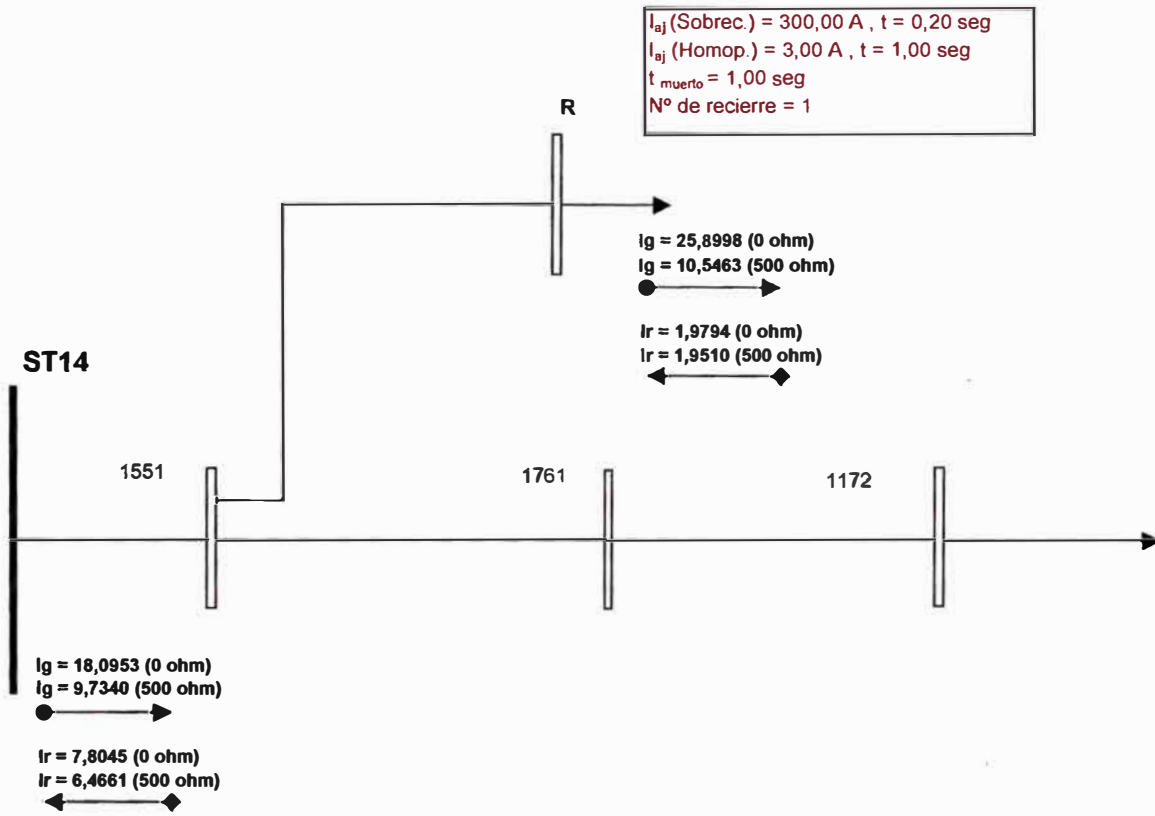 I aj (Sobrec.) = 300,00 A , t = 0,20 seg
I aj (Homop.) = 3,00 A , t = 1,00 seg
t muerto = 1,00 seg
Nº de recierre = 1
R
Ig = 25,8998 (0 ohm)
Ig = 10,5463 (500 ohm)
Ir = 1,9794 (0 ohm)
Ir = 1,9510 (500 ohm)
ST14
1551
1761
1172
Ig = 18,0953 (0 ohm)
Ig = 9,7340 (500 ohm)
Ir = 7,8045 (0 ohm)
Ir = 6,4661 (500 ohm)